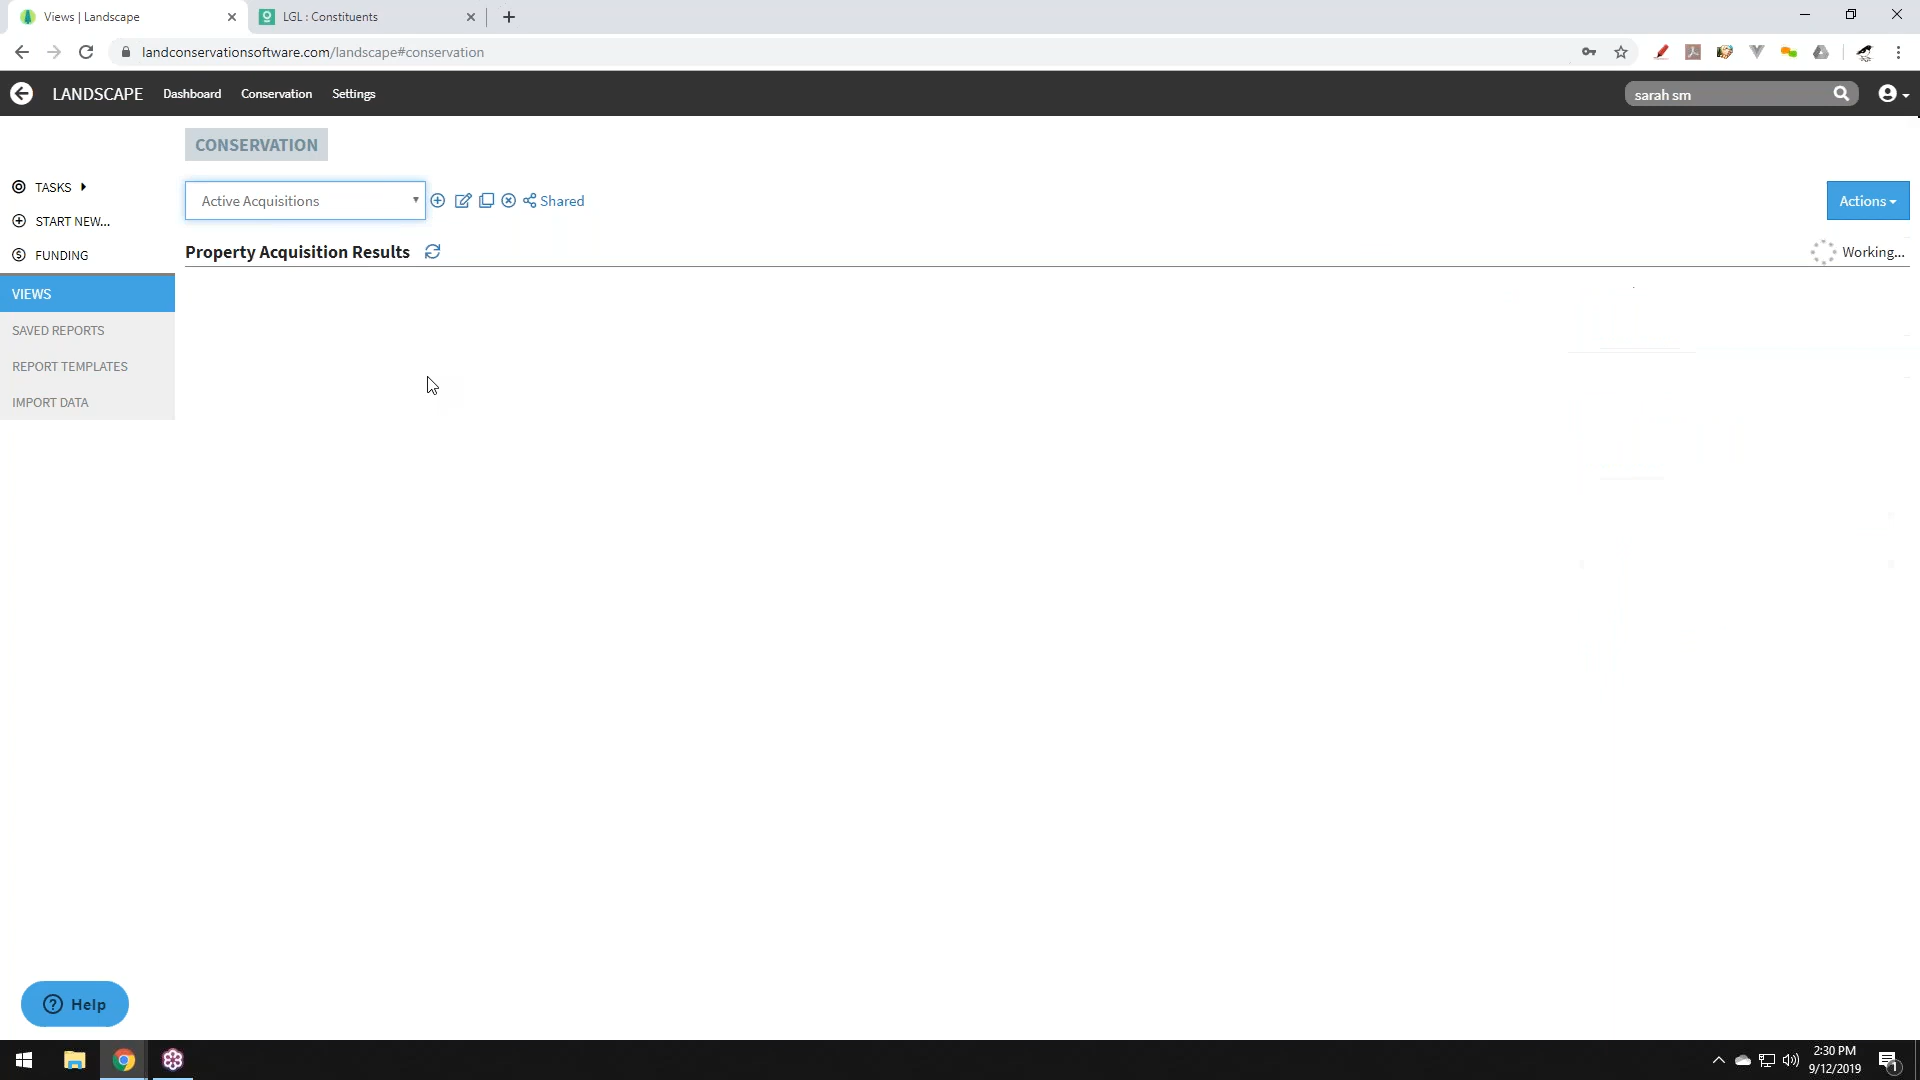 Views | Landscape
LGL : Constituents
landconservationsoftware.com/landscape#conservation
LANDSCAPE
Dashboard
Conservation
Settings
sarah sm
CONSERVATION
TASKS
START NEW...
FUNDING
VIEWS
SAVED REPORTS
REPORT TEMPLATES
IMPORT DATA
Active Acquisitions
Shared
Actions
Property Acquisition Results
Working...
Help
2:30 PM
9/12/2019
1